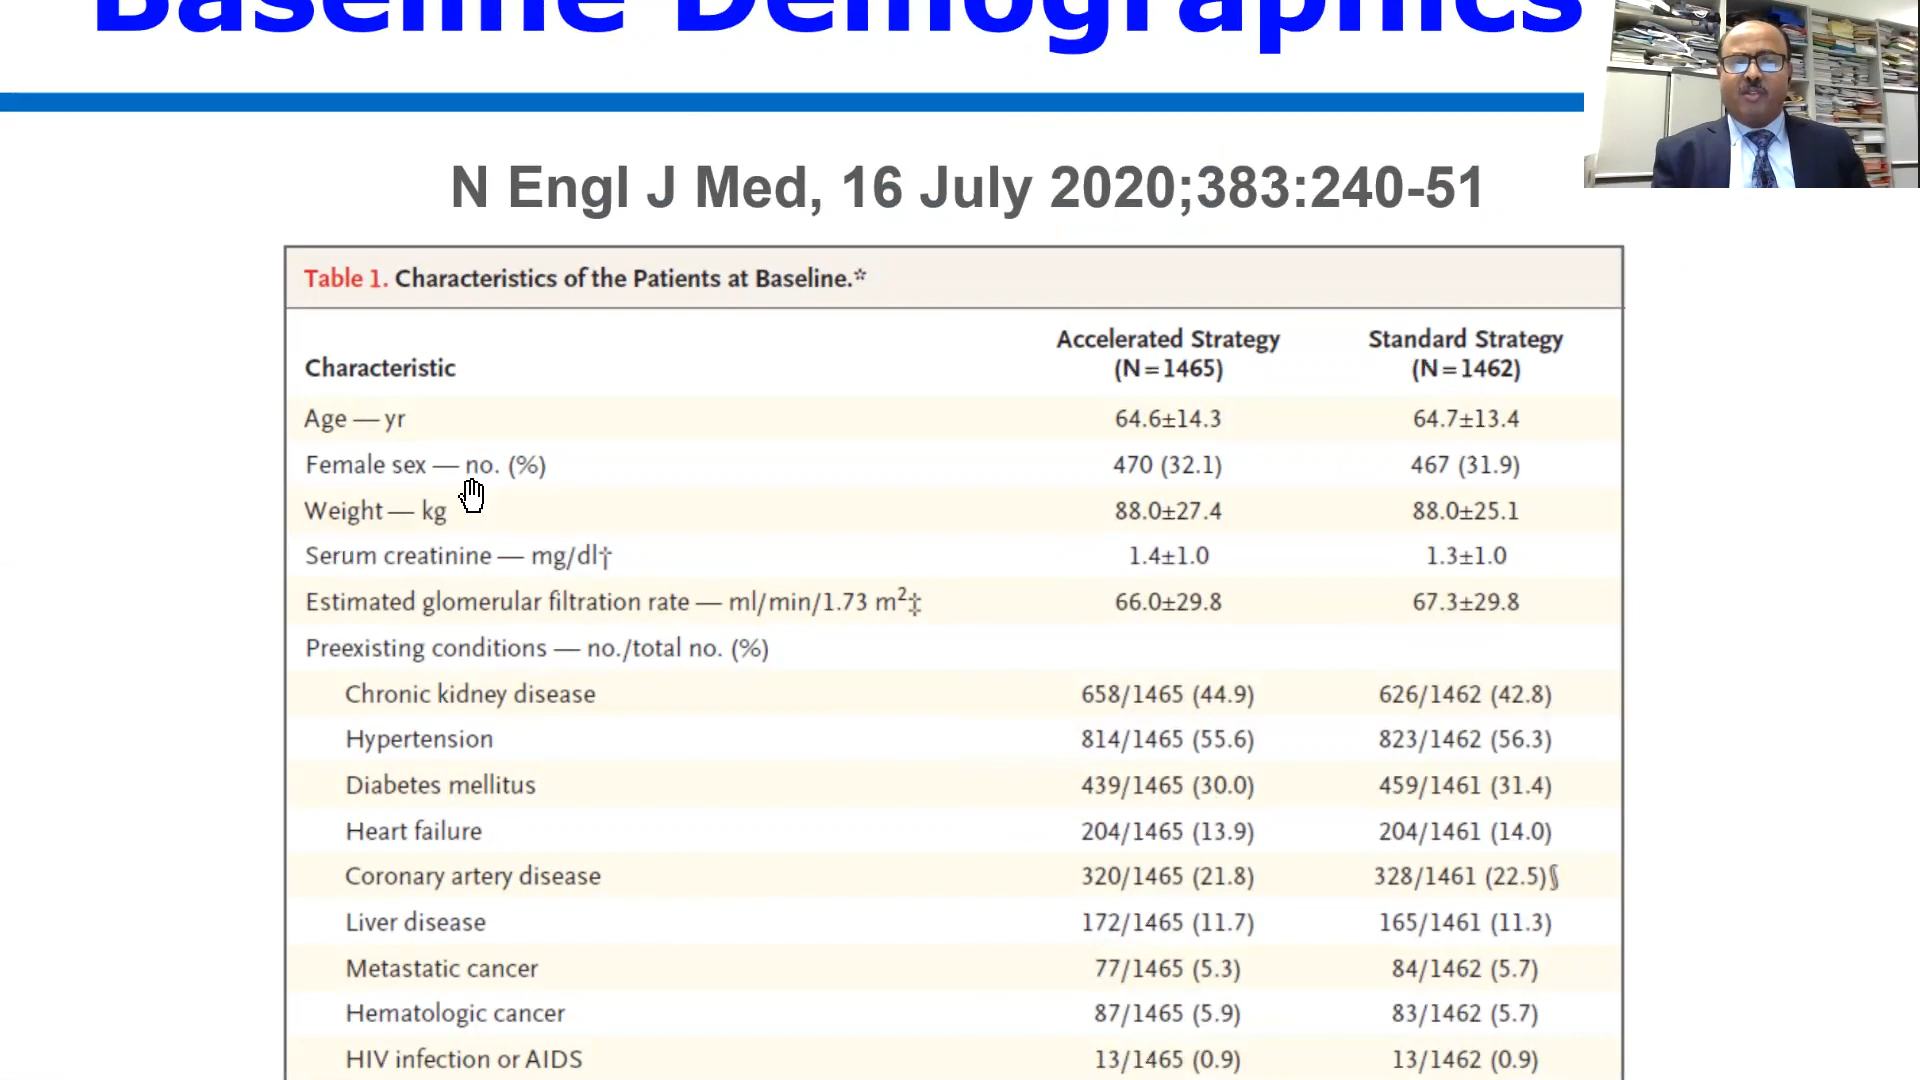 Baseline Demographics
N Engl J Med, 16 July 2020;383:240-51
Table 1. Characteristics of the Patients at Baseline.*
Characteristic Accelerated Strategy (N=1465) Standard Strategy (N=1462)
Age — yr 64.6±14.3 64.7±13.4
Female sex — no. (%) 470 (32.1) 467 (31.9)
Weight — kg 88.0±27.4 88.0±25.1
Serum creatinine — mg/dl† 1.4±1.0 1.3±1.0
Estimated glomerular filtration rate — ml/min/1.73 m²‡ 66.0±29.8 67.3±29.8
Preexisting conditions — no./total no. (%)
Chronic kidney disease 658/1465 (44.9) 626/1462 (42.8)
Hypertension 814/1465 (55.6) 823/1462 (56.3)
Diabetes mellitus 439/1465 (30.0) 459/1461 (31.4)
Heart failure 204/1465 (13.9) 204/1461 (14.0)
Coronary artery disease 320/1465 (21.8) 328/1461 (22.5)§
Liver disease 172/1465 (11.7) 165/1461 (11.3)
Metastatic cancer 77/1465 (5.3) 84/1462 (5.7)
Hematologic cancer 87/1465 (5.9) 83/1462 (5.7)
HIV infection or AIDS 13/1465 (0.9) 13/1462 (0.9)